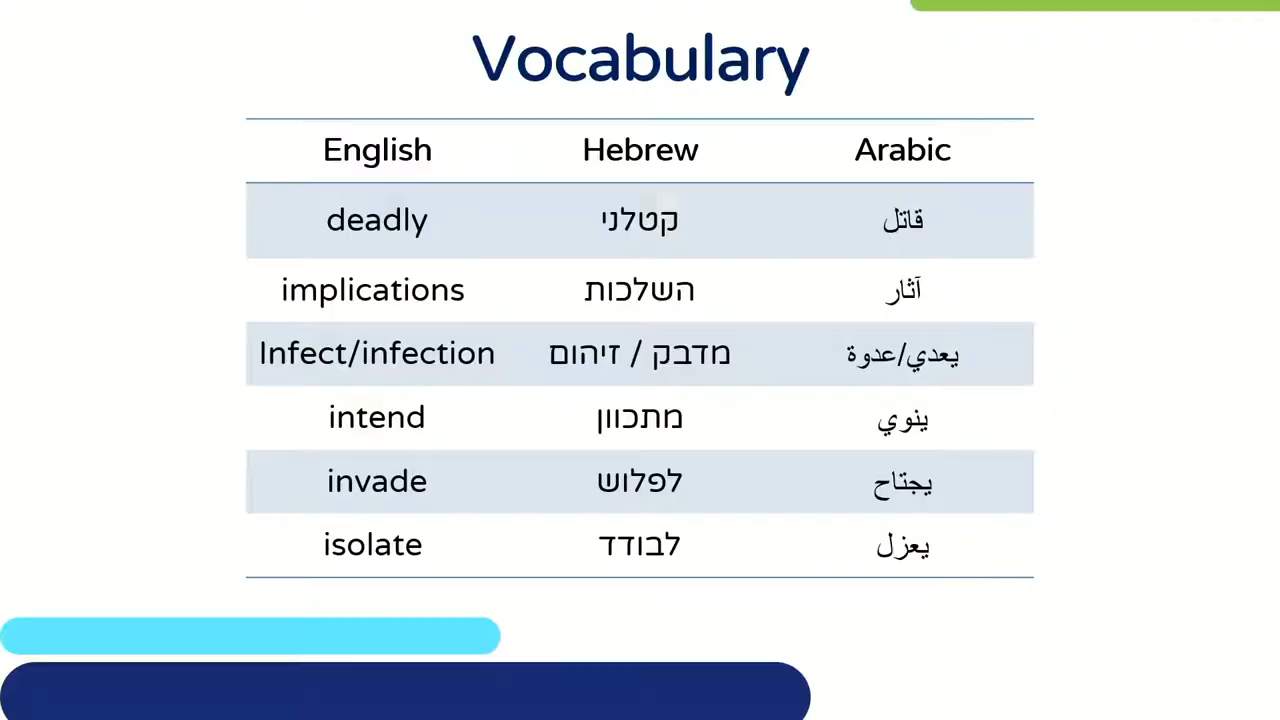 Vocabulary
English Hebrew Arabic
deadly קטלני قاتل
implications השלכות آثار
Infect/infection מדבק / זיהום يعدي/عدوة
intend מתכוון ينوي
invade לפלוש يجتاح
isolate לבודד يعزل